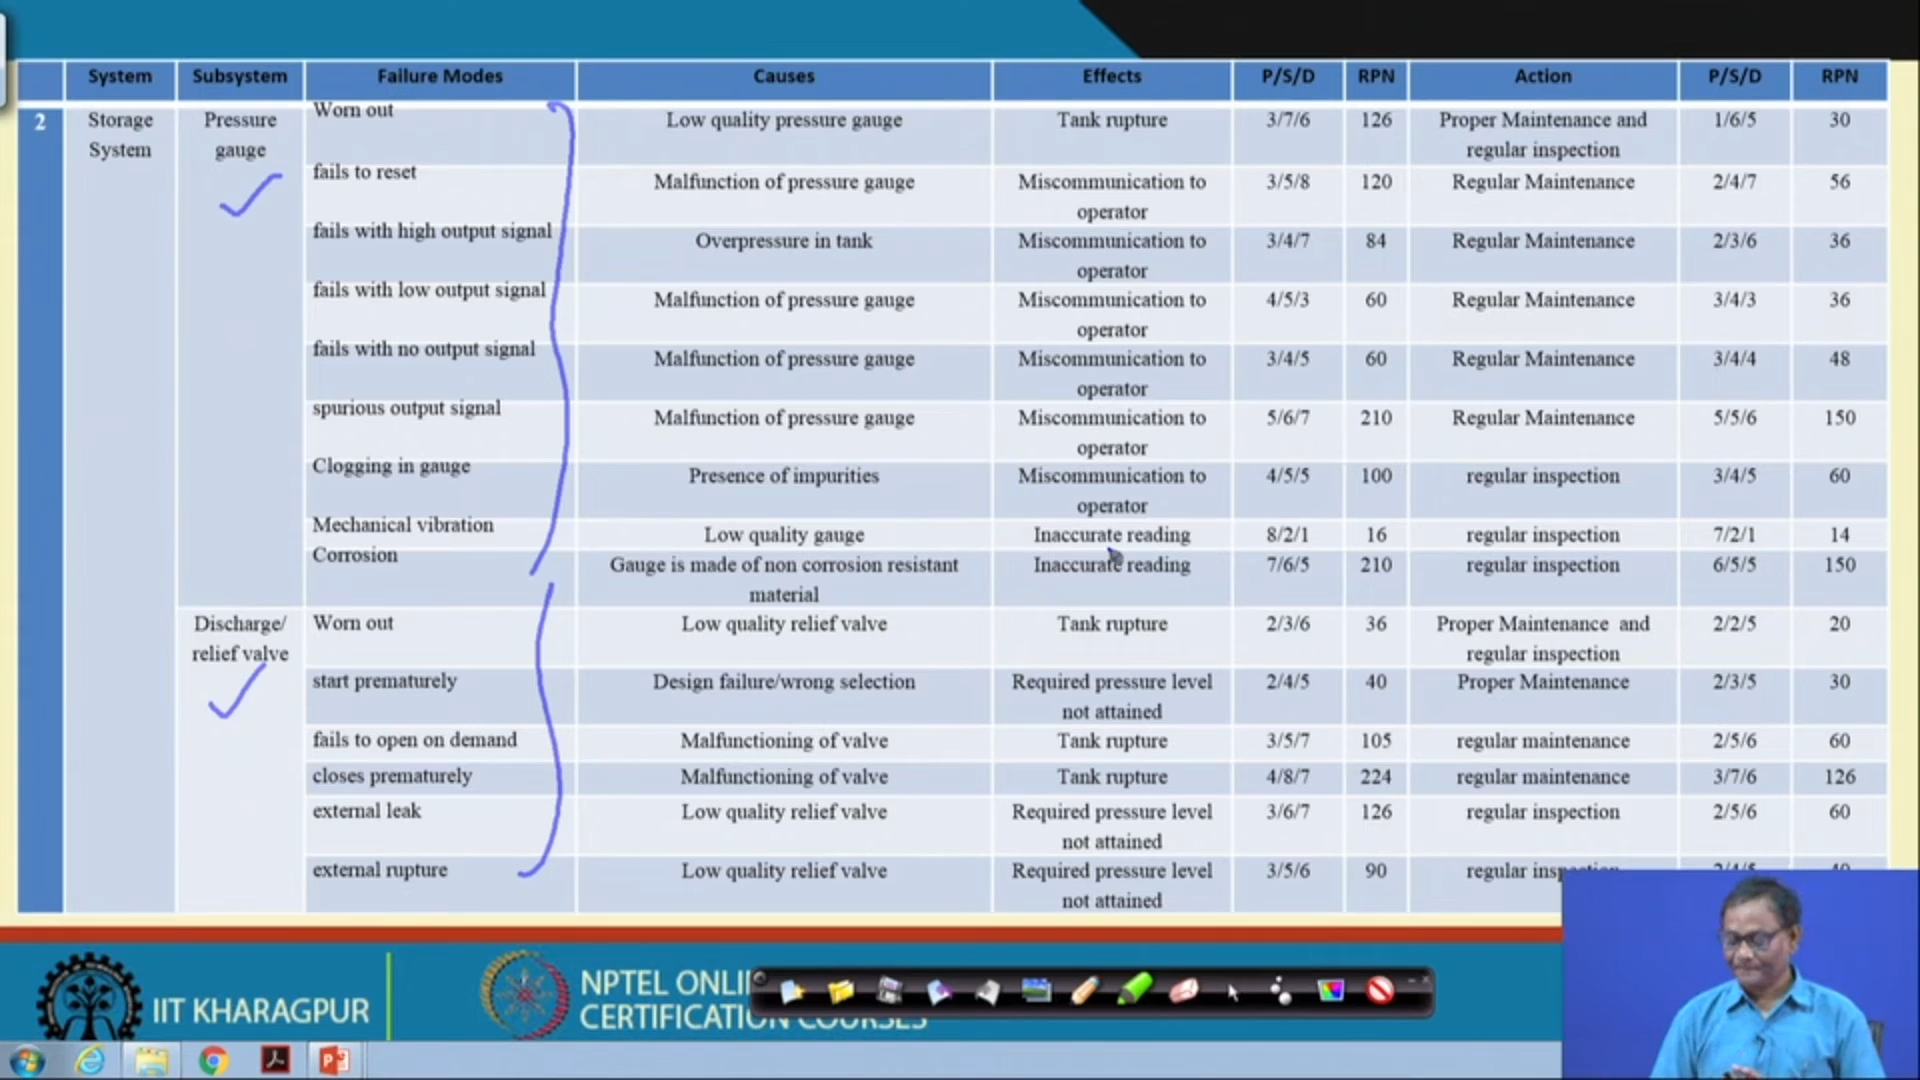 System Subsystem Failure Modes Causes Effects P/S/D RPN Action P/S/D RPN
2 Storage System Pressure gauge Worn out Low quality pressure gauge Tank rupture 3/7/6 126 Proper Maintenance and regular inspection 1/6/5 30
fails to reset Malfunction of pressure gauge Miscommunication to operator 3/5/8 120 Regular Maintenance 2/4/7 56
fails with high output signal Overpressure in tank Miscommunication to operator 3/4/7 84 Regular Maintenance 2/3/6 36
fails with low output signal Malfunction of pressure gauge Miscommunication to operator 4/5/3 60 Regular Maintenance 3/4/3 36
fails with no output signal Malfunction of pressure gauge Miscommunication to operator 3/4/5 60 Regular Maintenance 3/4/4 48
spurious output signal Malfunction of pressure gauge Miscommunication to operator 5/6/7 210 Regular Maintenance 5/5/6 150
Clogging in gauge Presence of impurities Miscommunication to operator 4/5/5 100 regular inspection 3/4/5 60
Mechanical vibration Low quality gauge Inaccurate reading 8/2/1 16 regular inspection 7/2/1 14
Corrosion Gauge is made of non corrosion resistant material Inaccurate reading 7/6/5 210 regular inspection 6/5/5 150
Discharge/ relief valve Worn out Low quality relief valve Tank rupture 2/3/6 36 Proper Maintenance and regular inspection 2/2/5 20
start prematurely Design failure/wrong selection Required pressure level not attained 2/4/5 40 Proper Maintenance 2/3/5 30
fails to open on demand Malfunctioning of valve Tank rupture 3/5/7 105 regular maintenance 2/5/6 60
closes prematurely Malfunctioning of valve Tank rupture 4/8/7 224 regular maintenance 3/7/6 126
external leak Low quality relief valve Required pressure level not attained 3/6/7 126 regular inspection 2/5/6 60
external rupture Low quality relief valve Required pressure level not attained 3/5/6 90 regular
IIT KHARAGPUR
NPTEL
CERTIFICATION COURSES